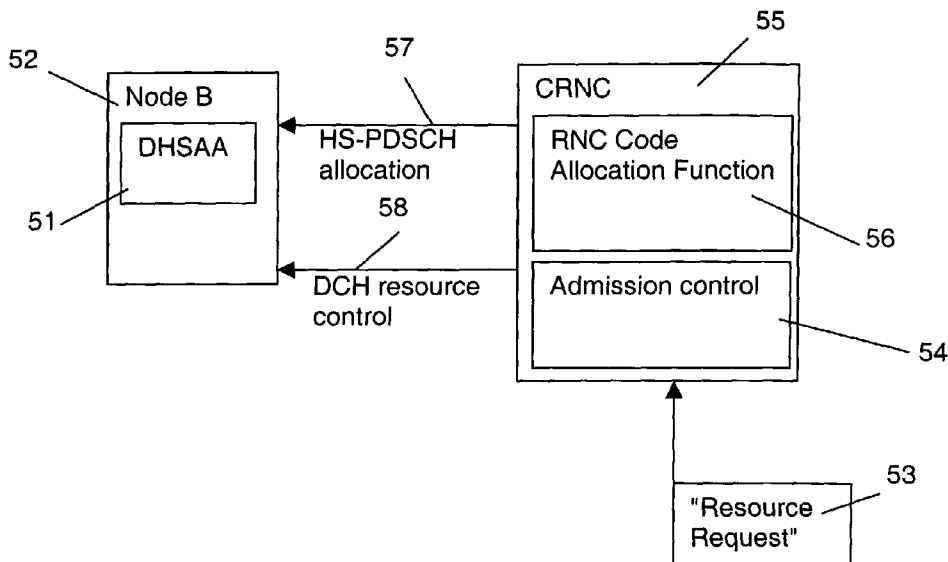 52
57
55
Node B
CRNC
DHSAA
HS-PDSCH
allocation
RNC Code
Allocation Function
51
58
56
DCH resource
control
Admission control
54
53
"Resource
Request"